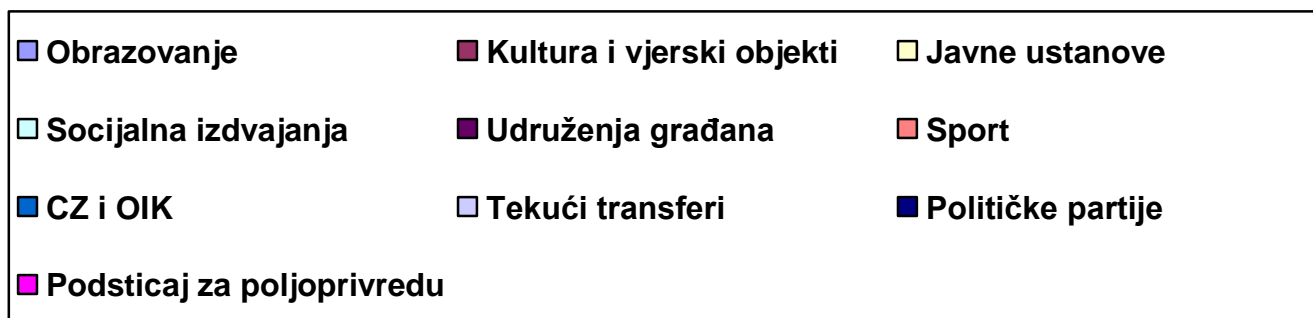 Obrazovanje Kultura i vjerski objekti Javne ustanove
Socijalna izdvajanja Udruženja građana Sport
CZ i OIK Tekući transferi Političke partije
Podsticaj za poljoprivredu